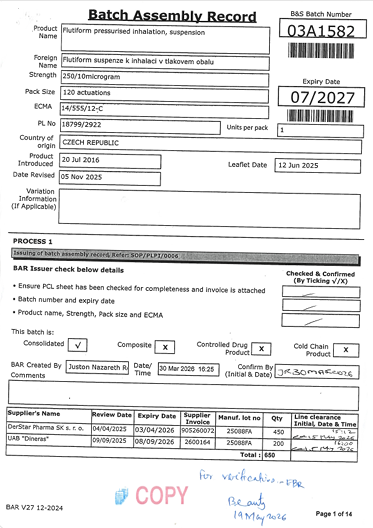 Batch Assembly Record
B&S Batch Number
03A1582
Product Name
Flutiform pressurised inhalation, suspension
Foreign Name
Flutiform suspenze k inhalaci v tlakovem obalu
Strength
250/10microgram
Expiry Date
07/2027
Pack Size
120 actuations
ECMA
14/555/12-C
PL No
18799/2922
Units per pack
1
Country of origin
CZECH REPUBLIC
Product Introduced
20 Jul 2016
Leaflet Date
12 Jun 2025
Date Revised
05 Nov 2025
Variation Information (If Applicable)
PROCESS 1
Issuing of batch assembly record, Refer: SOP/PLPI/0006
BAR Issuer check below details
Checked & Confirmed
(By Ticking √/X)
• Ensure PCL sheet has been checked for completeness and invoice is attached
• Batch number and expiry date
• Product name, Strength, Pack size and ECMA
This batch is:
Consolidated √ Composite X Controlled Drug Product X Cold Chain Product X
BAR Created By Juston Nazareth R Date/Time 30 Mar 2026 16:25 Confirm By (Initial & Date) JR 30MAR2026
Comments
Supplier's Name Review Date Expiry Date Supplier Invoice Manuf. lot no Qty Line clearance Initial, Date & Time
DerStar Pharma SK s. r. o. 04/04/2025 03/04/2026 905260072 25088FA 450 15:12
UAB "Dineras" 09/09/2025 08/09/2026 2600164 25088FA 200
Total : 650
For verification - EBR
COPY
Beauty
19 May 2026
BAR V27 12-2024
Page 1 of 14